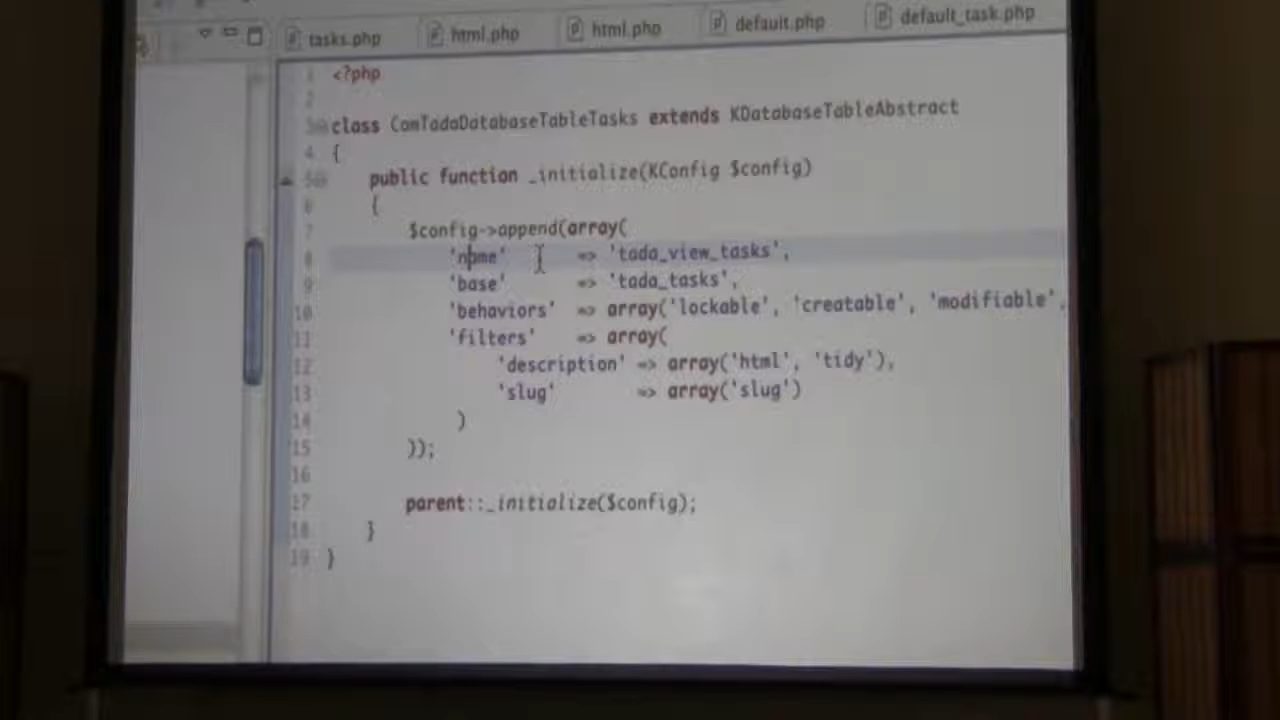 tasks.php html.php html.php default.php default_task.php
1 <?php
2
3 class ComTadaDatabaseTableTasks extends KDatabaseTableAbstract
4 {
5 public function _initialize(KConfig $config)
6 {
7 $config->append(array(
8 'name' => 'tada_view_tasks',
9 'base' => 'tada_tasks',
10 'behaviors' => array('lockable', 'creatable', 'modifiable',
11 'filters' => array(
12 'description' => array('html', 'tidy'),
13 'slug' => array('slug')
14 )
15 ));
16
17 parent::_initialize($config);
18 }
19 }